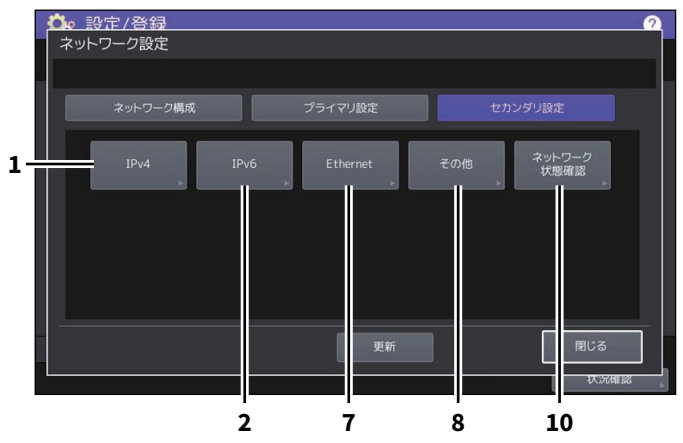 設定/登録
?
ネットワーク設定
ネットワーク構成
プライマリ設定
セカンダリ設定
1
IPv4
IPv6
Ethernet
その他
ネットワーク
状態確認
更新
閉じる
状況確認
2
7
8
10